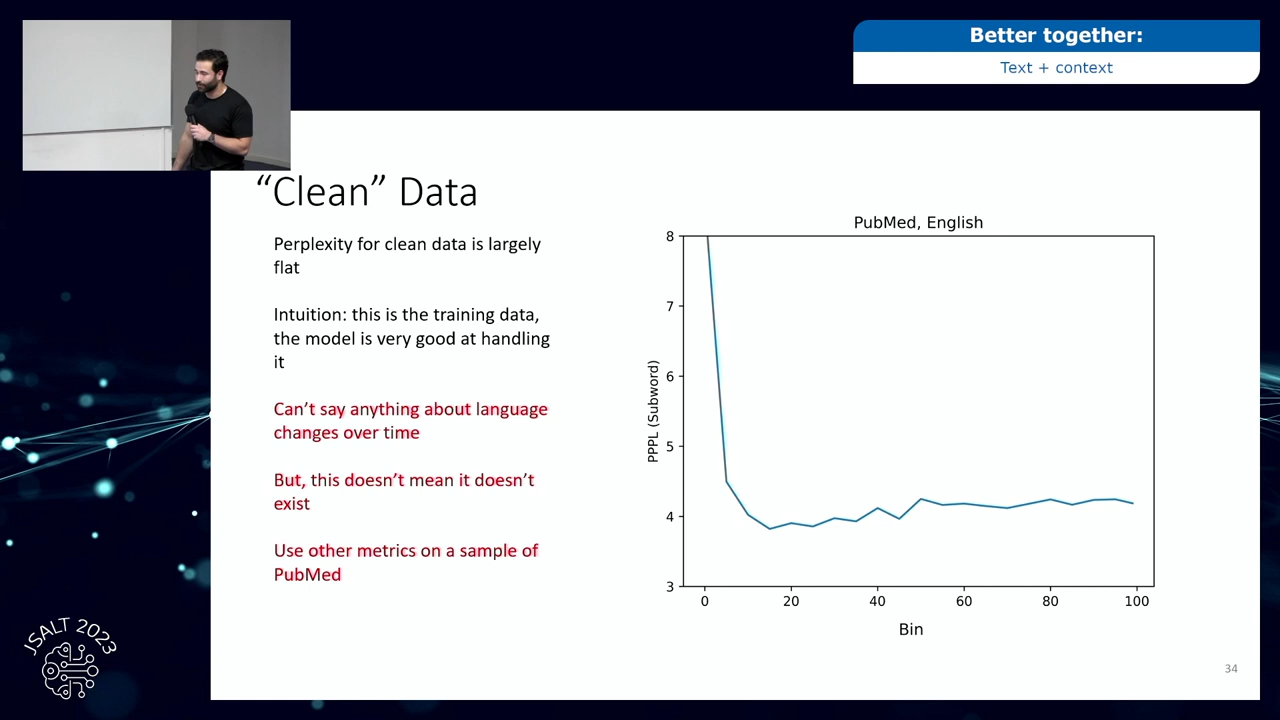 Better together:
Text + context
“Clean” Data
Perplexity for clean data is largely
flat
Intuition: this is the training data,
the model is very good at handling
it
Can’t say anything about language
changes over time
But, this doesn’t mean it doesn’t
exist
Use other metrics on a sample of
PubMed
PubMed, English
PPPL (Subword)
8
7
6
5
4
3
0 20 40 60 80 100
Bin
34
JSALT 2023